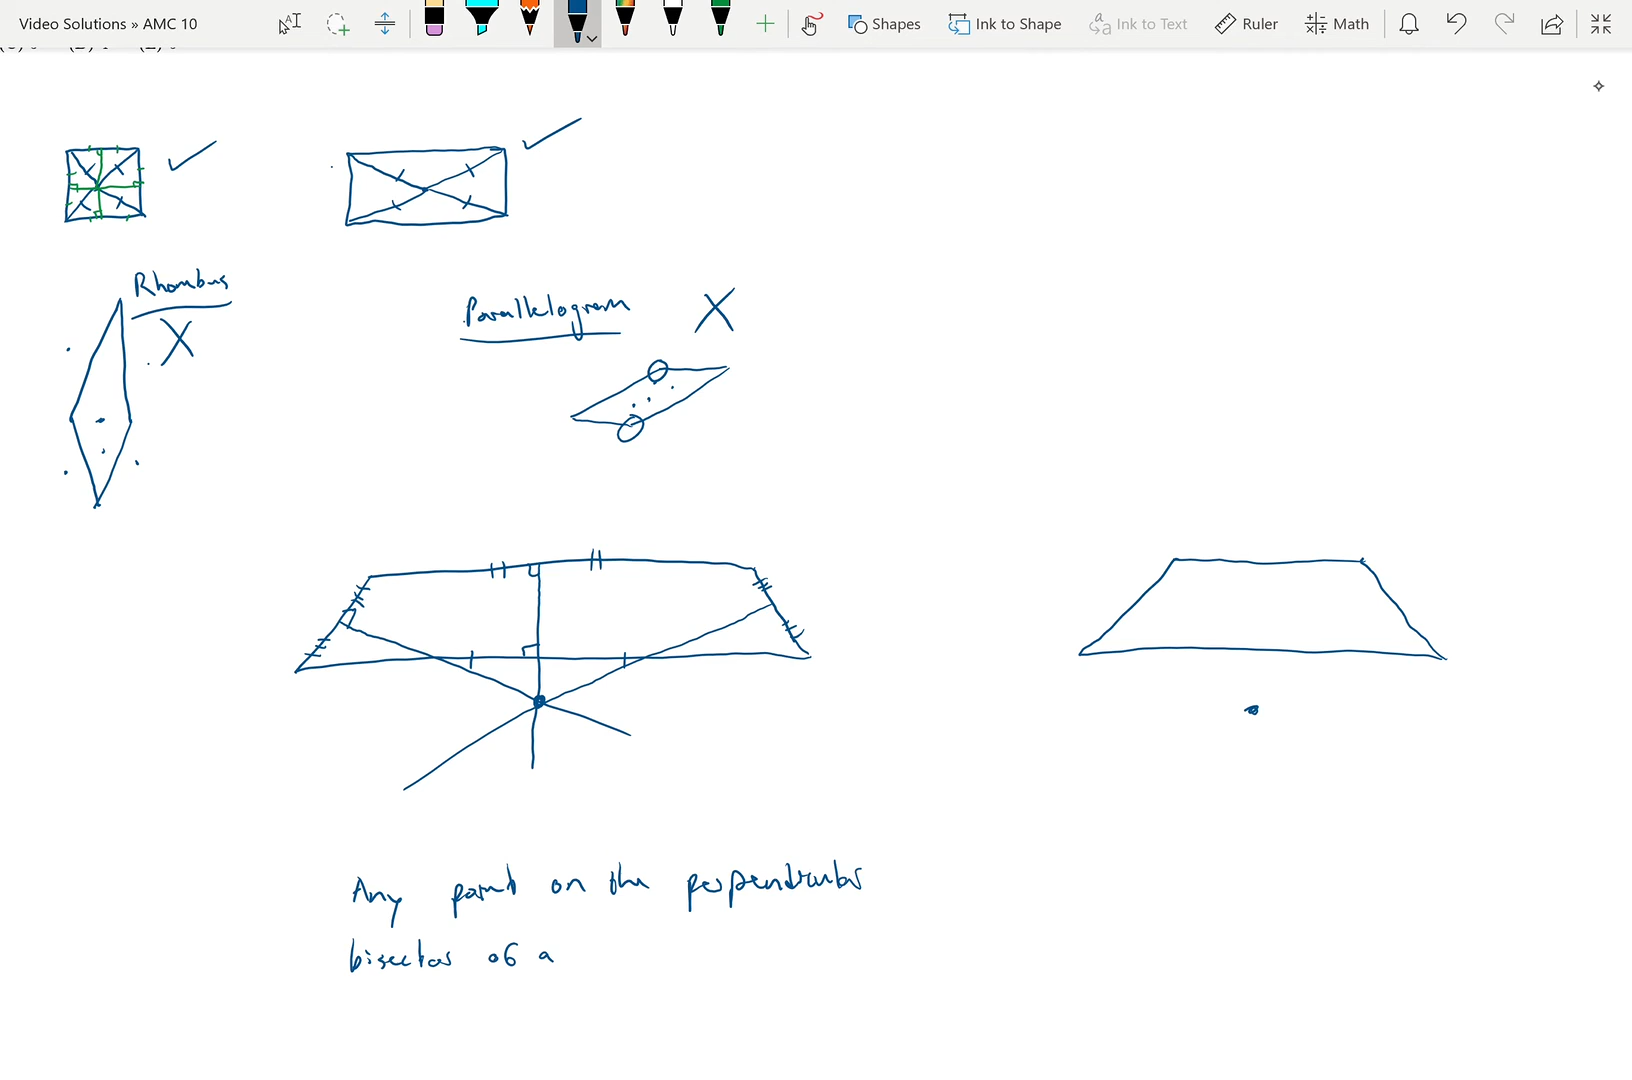 Video Solutions » AMC 10
Shapes
Ink to Shape
Ink to Text
Ruler
Math
Rhombus
X
Parallelogram X
Any point on the perpendicular
bisector of a